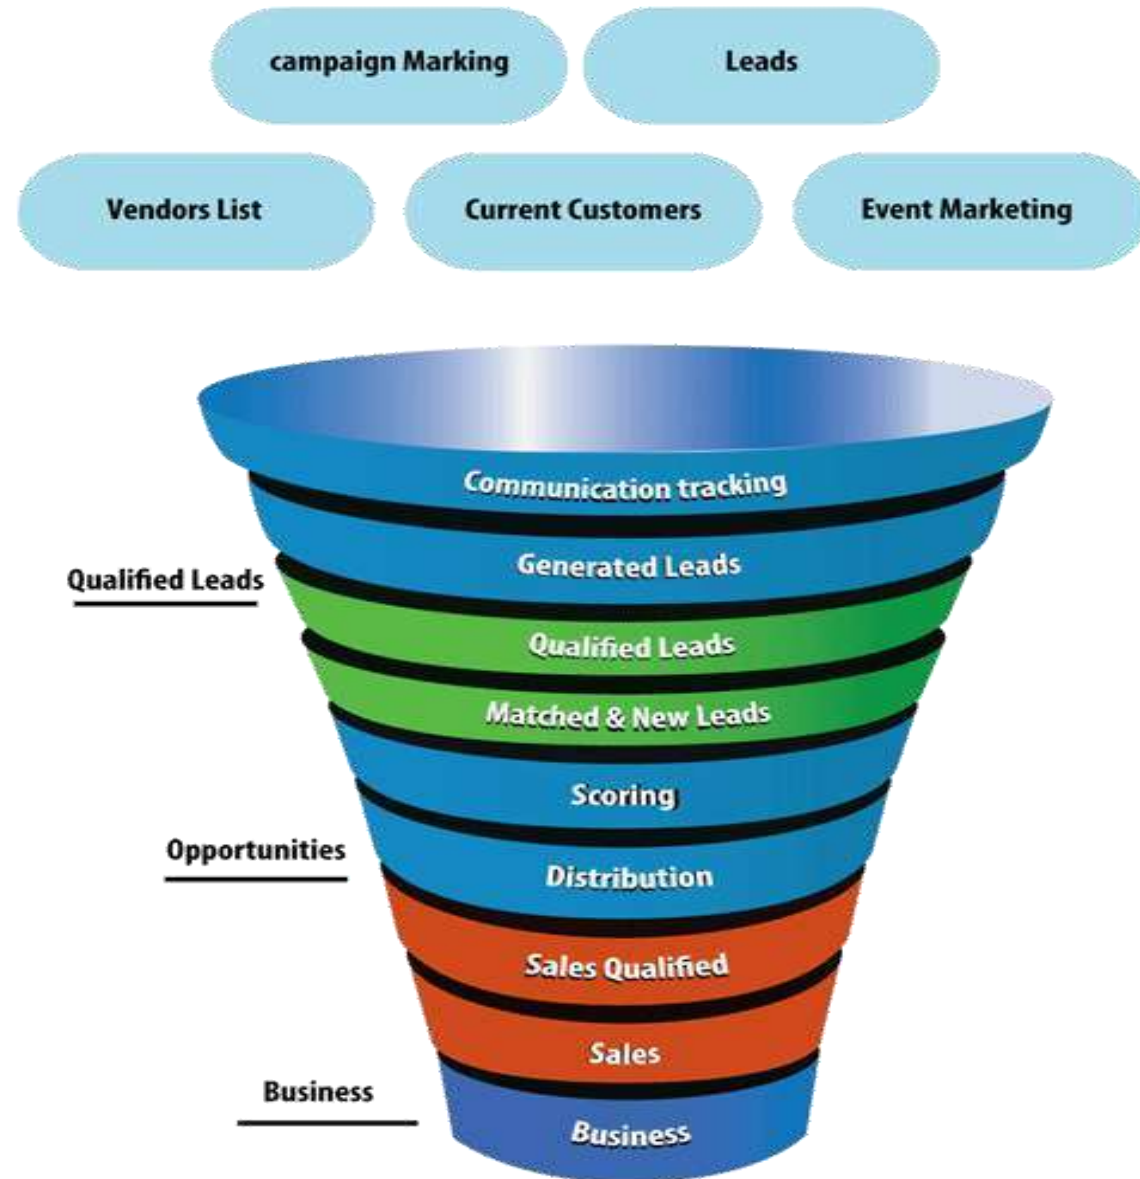 campaign Marking
Leads
Vendors List
Current Customers
Event Marketing
Communication tracking
Generated Leads
Qualified Leads
Qualified Leads
Matched & New Leads
Scoring
Opportunities
Distribution
Sales Qualified
Sales
Business
Business